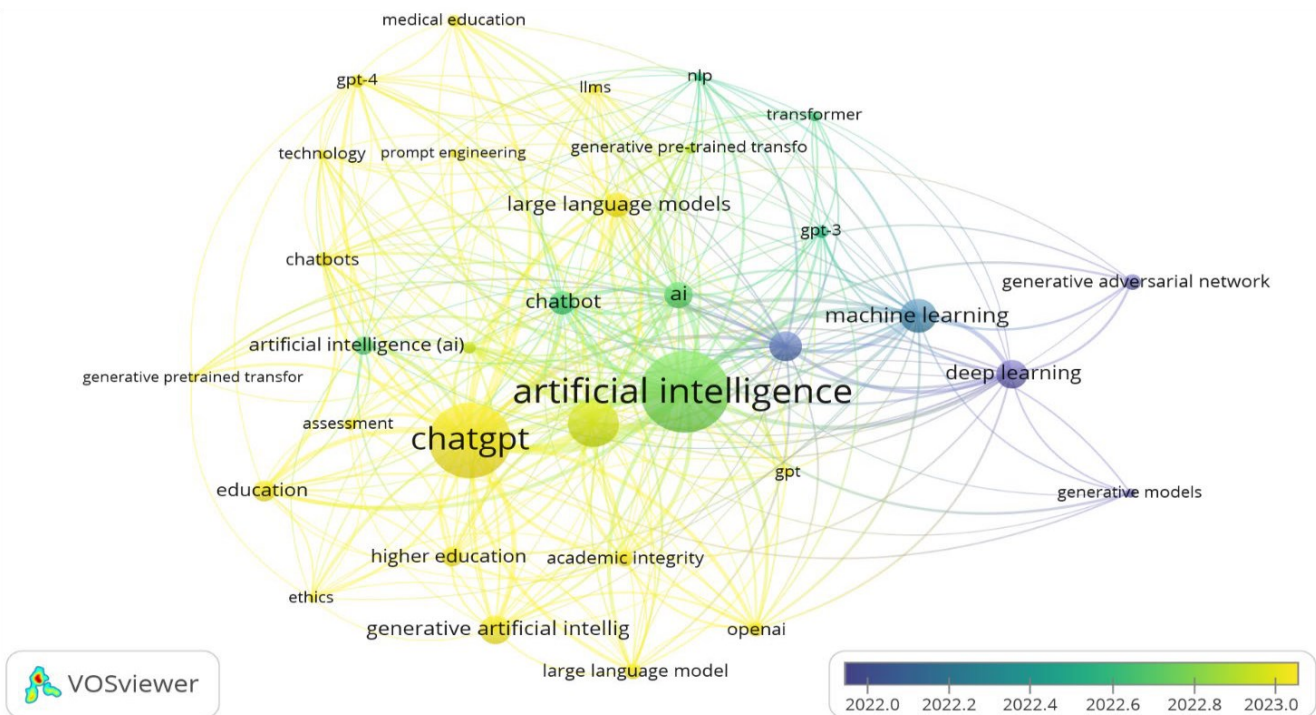 medical education
gpt-4
llms
nlp
transformer
technology
prompt engineering
generative pre-trained transfo
large language models
gpt-3
chatbots
generative adversarial network
chatbot
ai
machine learning
artificial intelligence (ai)
generative pretrained transfor
deep learning
artificial intelligence
assessment
chatgpt
gpt
education
generative models
higher education
academic integrity
ethics
generative artificial intellig
openai
large language model
VOSviewer
2022.0 2022.2 2022.4 2022.6 2022.8 2023.0